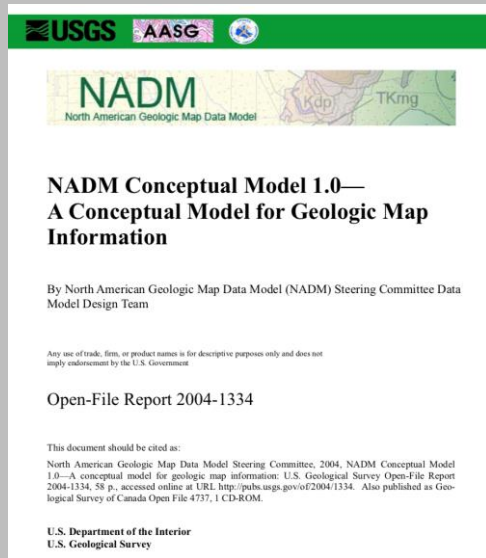 USGS AASG
NADM
North American Geologic Map Data Model
Kdp
TKmg
NADM Conceptual Model 1.0—
A Conceptual Model for Geologic Map
Information
By North American Geologic Map Data Model (NADM) Steering Committee Data
Model Design Team
Any use of trade, firm, or product names is for descriptive purposes only and does not
imply endorsement by the U.S. Government
Open-File Report 2004-1334
This document should be cited as:
North American Geologic Map Data Model Steering Committee, 2004, NADM Conceptual Model
1.0—A conceptual model for geologic map information: U.S. Geological Survey Open-File Report
2004-1334, 58 p., accessed online at URL http://pubs.usgs.gov/of/2004/1334. Also published as Geo-
logical Survey of Canada Open File 4737, 1 CD-ROM.
U.S. Department of the Interior
U.S. Geological Survey